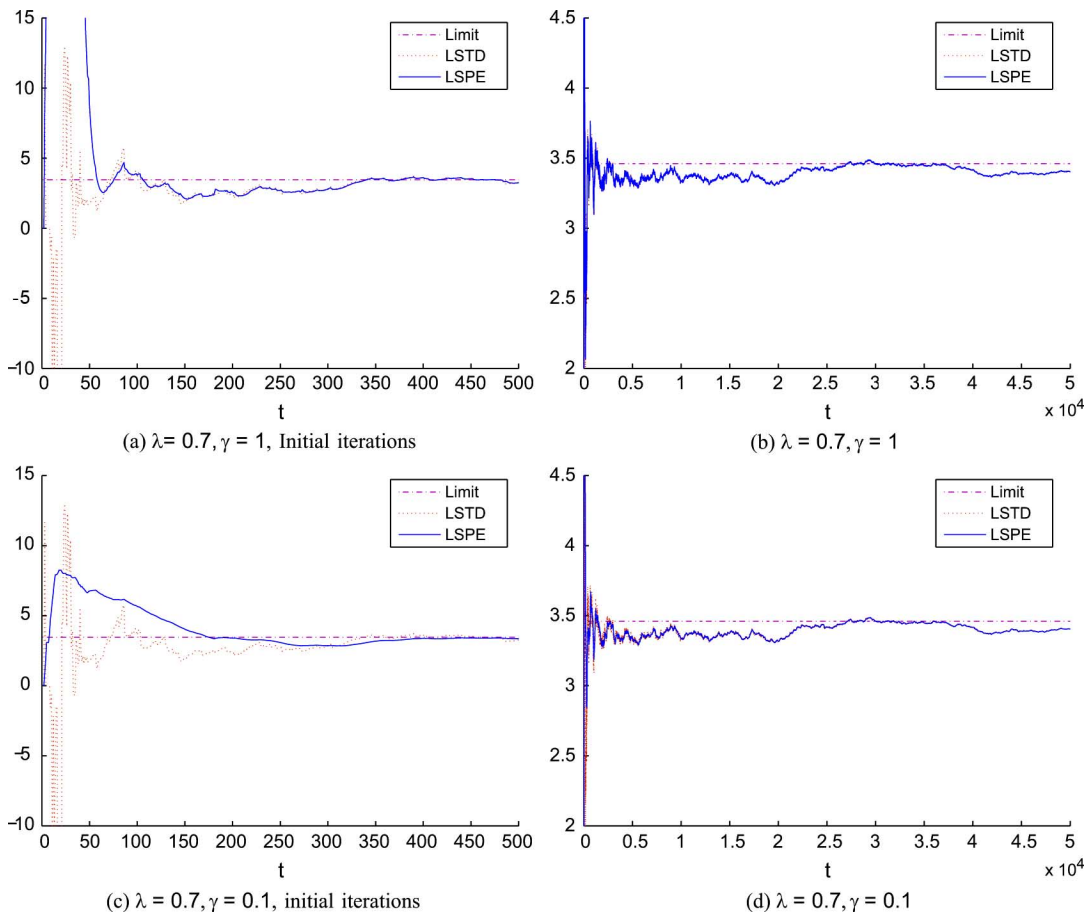 15
10
5
0
-5
-10
0 50 100 150 200 250 300 350 400 450 500
t
Limit
LSTD
LSPE
(a) λ= 0.7, γ = 1, Initial iterations
4.5
4
3.5
3
2.5
2
0 0.5 1 1.5 2 2.5 3 3.5 4 4.5 5
t
x 10⁴
Limit
LSTD
LSPE
(b) λ = 0.7, γ = 1
15
10
5
0
−5
−10
0 50 100 150 200 250 300 350 400 450 500
t
Limit
LSTD
LSPE
(c) λ = 0.7, γ = 0.1, initial iterations
4.5
4
3.5
3
2.5
2
0 0.5 1 1.5 2 2.5 3 3.5 4 4.5 5
t
x 10⁴
Limit
LSTD
LSPE
(d) λ = 0.7, γ = 0.1